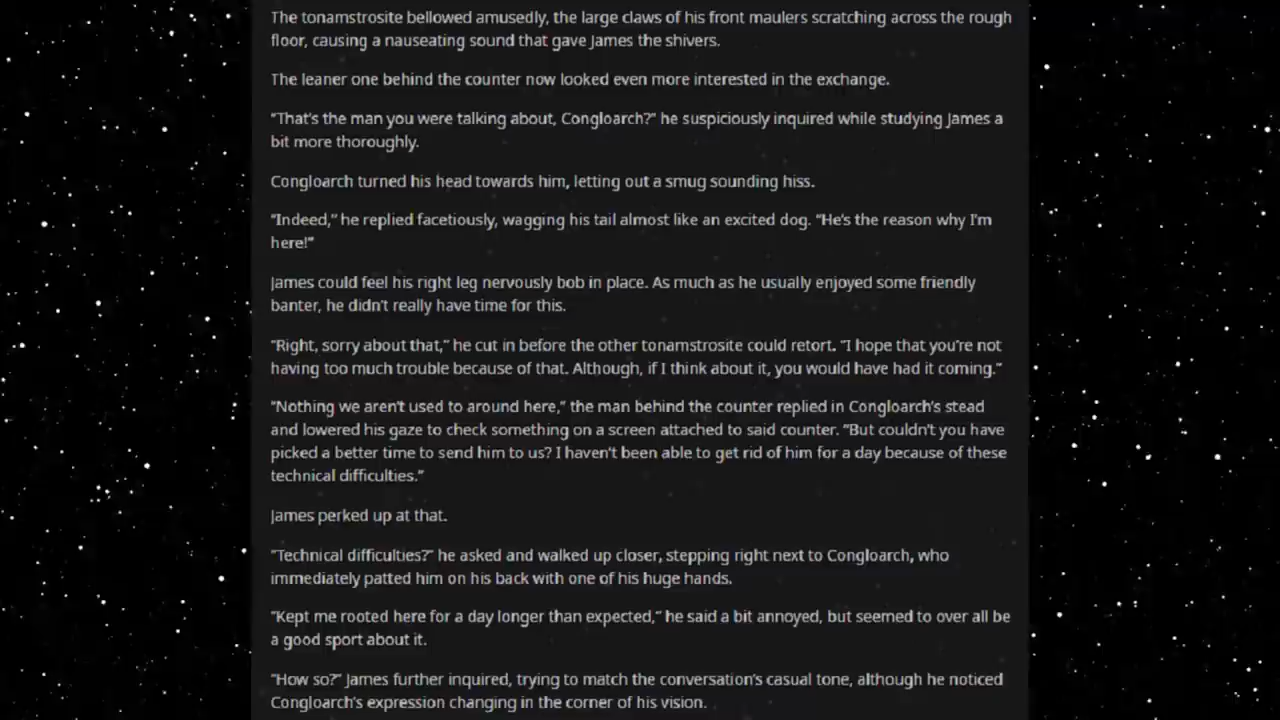 The tonamstrosite bellowed amusedly, the large claws of his front maulers scratching across the rough
floor, causing a nauseating sound that gave James the shivers.
The leaner one behind the counter now looked even more interested in the exchange.
“That’s the man you were talking about, Congloarch?” he suspiciously inquired while studying James a
bit more thoroughly.
Congloarch turned his head towards him, letting out a smug sounding hiss.
“Indeed,” he replied facetiously, wagging his tail almost like an excited dog. “He’s the reason why I’m
here!”
James could feel his right leg nervously bob in place. As much as he usually enjoyed some friendly
banter, he didn’t really have time for this.
“Right, sorry about that,” he cut in before the other tonamstrosite could retort. “I hope that you’re not
having too much trouble because of that. Although, if I think about it, you would have had it coming.”
“Nothing we aren’t used to around here,” the man behind the counter replied in Congloarch’s stead
and lowered his gaze to check something on a screen attached to said counter. “But couldn’t you have
picked a better time to send him to us? I haven’t been able to get rid of him for a day because of these
technical difficulties.”
James perked up at that.
“Technical difficulties?” he asked and walked up closer, stepping right next to Congloarch, who
immediately patted him on his back with one of his huge hands.
“Kept me rooted here for a day longer than expected,” he said a bit annoyed, but seemed to over all be
a good sport about it.
“How so?” James further inquired, trying to match the conversation’s casual tone, although he noticed
Congloarch’s expression changing in the corner of his vision.